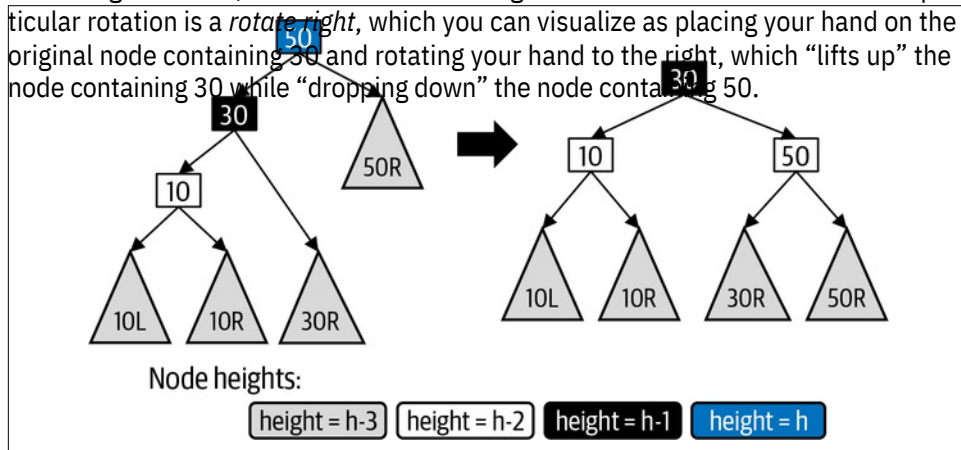 ticular rotation is a rotate right, which you can visualize as placing your hand on the
original node containing 30 and rotating your hand to the right, which “lifts up” the
node containing 30 while “dropping down” the node containing 50.
50
30
10
50R
10L
10R
30R
30
10
50
10L
10R
30R
50R
Node heights:
height = h-3
height = h-2
height = h-1
height = h